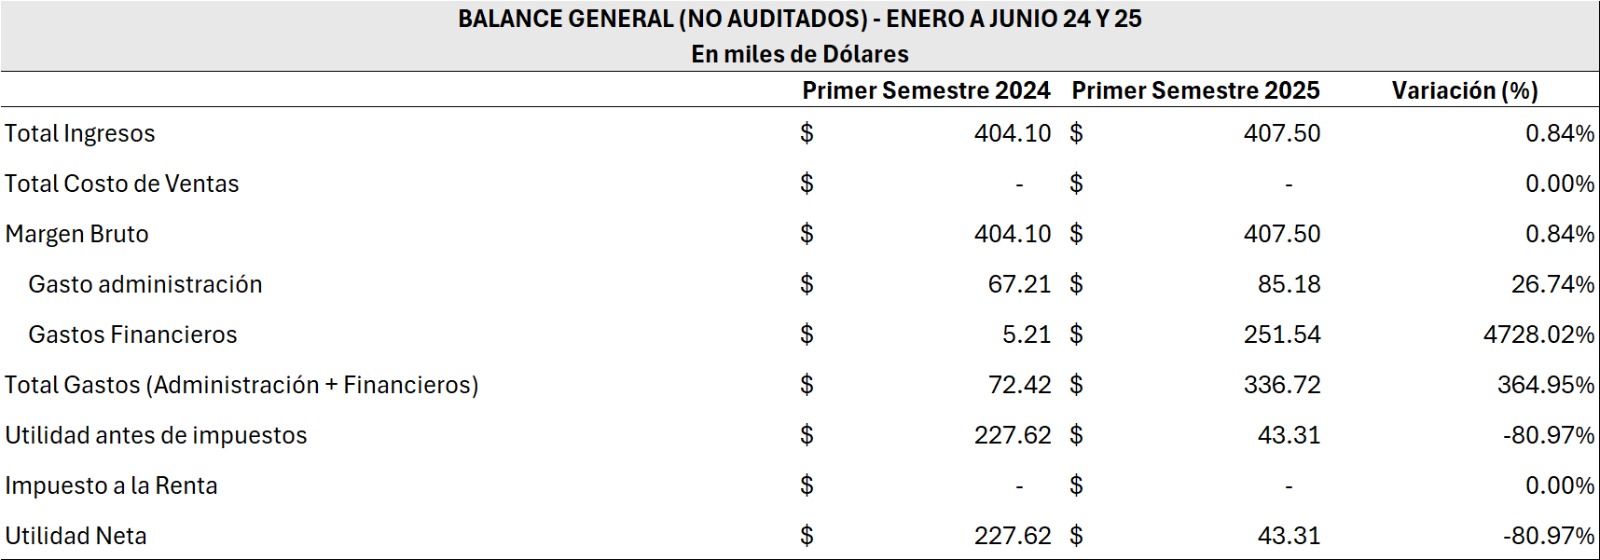 BALANCE GENERAL (NO AUDITADOS) - ENERO A JUNIO 24 Y 25
En miles de Dólares
Primer Semestre 2024 Primer Semestre 2025 Variación (%)
Total Ingresos $ 404.10 $ 407.50 0.84%
Total Costo de Ventas $ - $ - 0.00%
Margen Bruto $ 404.10 $ 407.50 0.84%
Gasto administración $ 67.21 $ 85.18 26.74%
Gastos Financieros $ 5.21 $ 251.54 4728.02%
Total Gastos (Administración + Financieros) $ 72.42 $ 336.72 364.95%
Utilidad antes de impuestos $ 227.62 $ 43.31 -80.97%
Impuesto a la Renta $ - $ - 0.00%
Utilidad Neta $ 227.62 $ 43.31 -80.97%